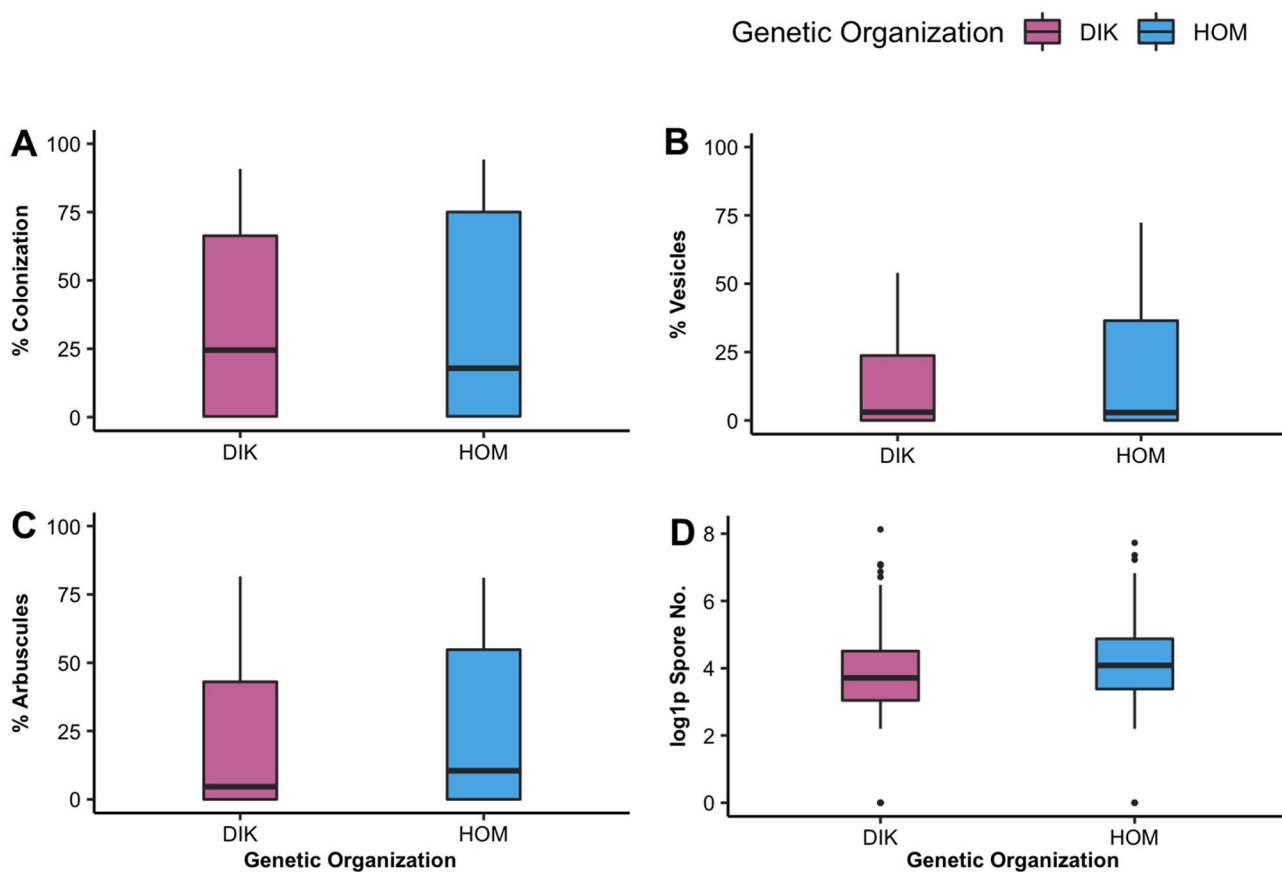 Genetic Organization DIK HOM
A
% Colonization
100
75
50
25
0
DIK HOM
B
% Vesicles
100
75
50
25
0
DIK HOM
C
% Arbuscules
100
75
50
25
0
DIK HOM
Genetic Organization
D
log1p Spore No.
8
6
4
2
0
DIK HOM
Genetic Organization